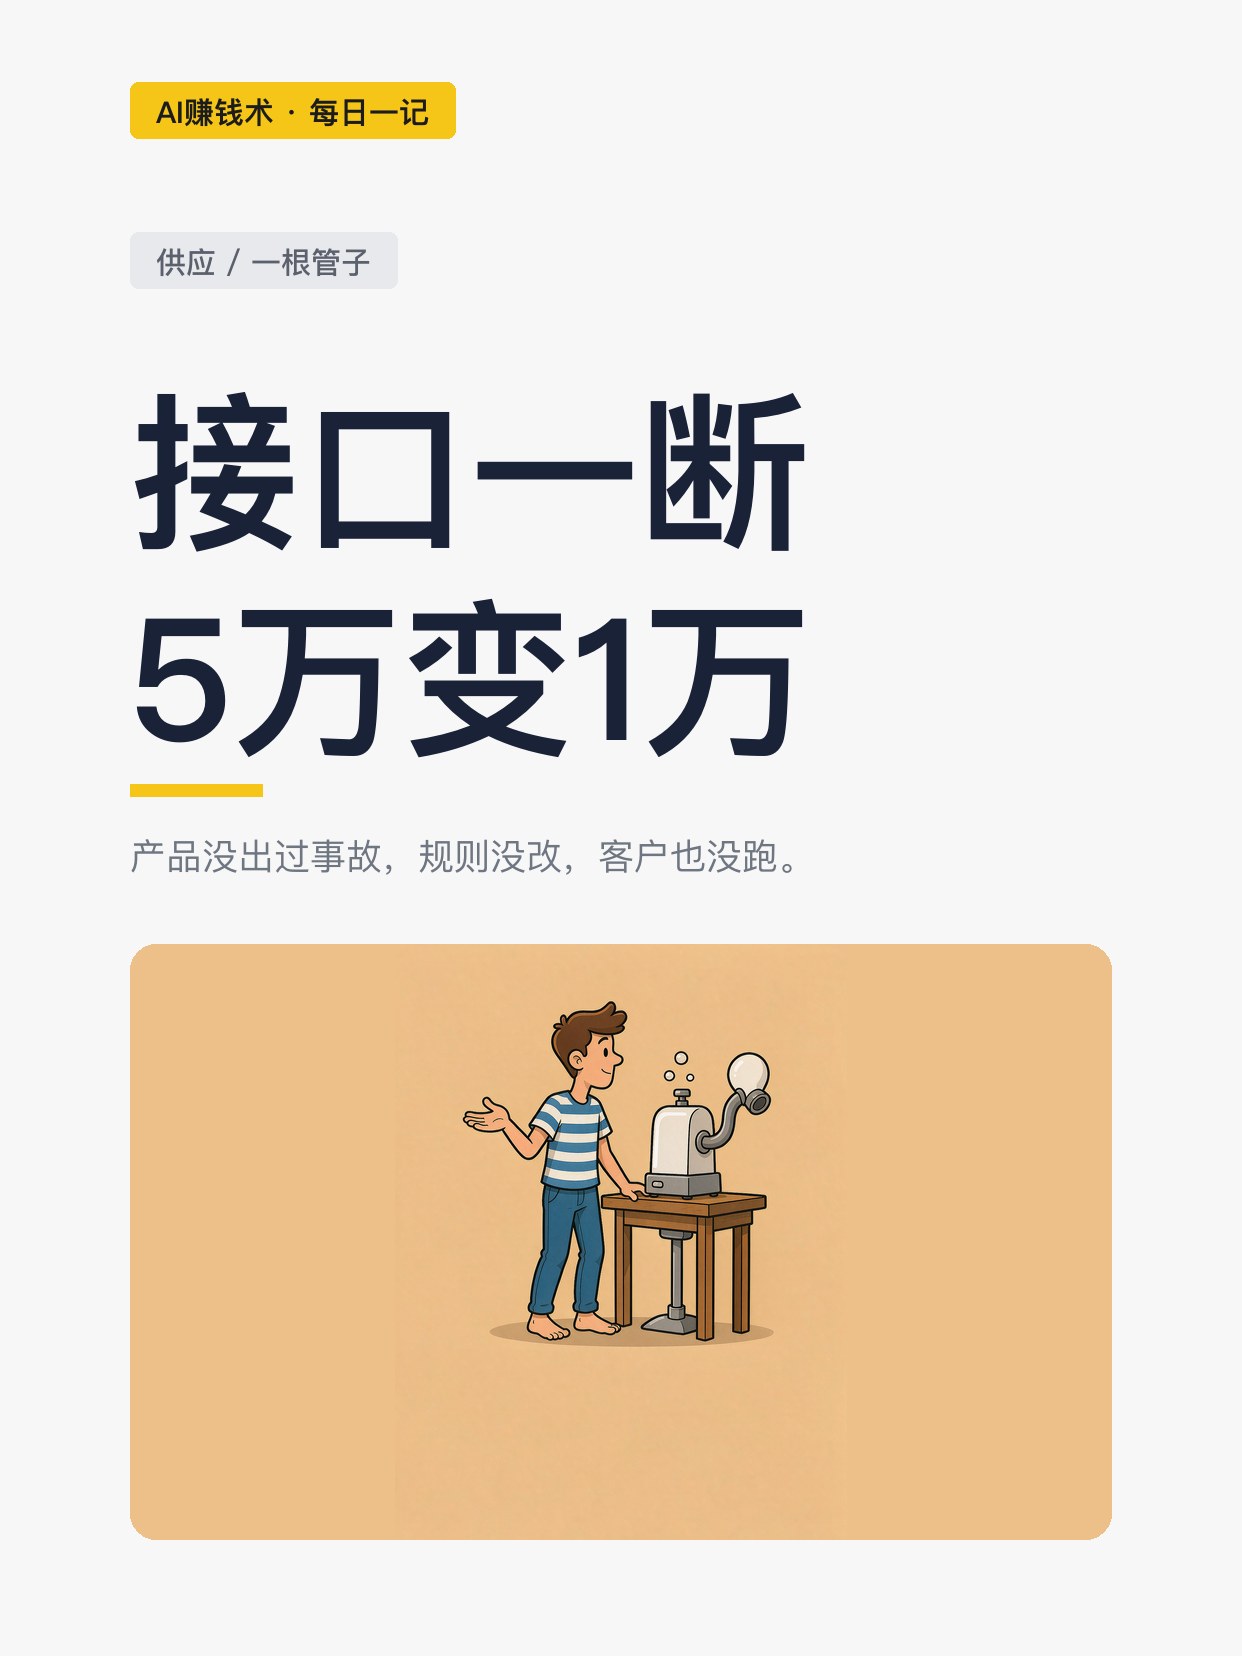 AI赚钱术 · 每日一记
供应 / 一根管子
接口一断
5万变1万
产品没出过事故，规则没改，客户也没跑。